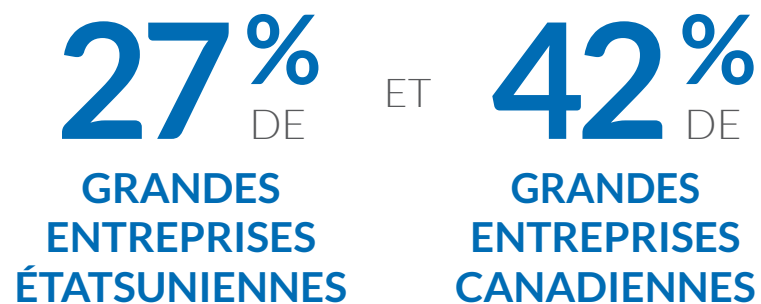 27%
DE
GRANDES
ENTREPRISES
ÉTATSUNIENNES
ET
42%
DE
GRANDES
ENTREPRISES
CANADIENNES